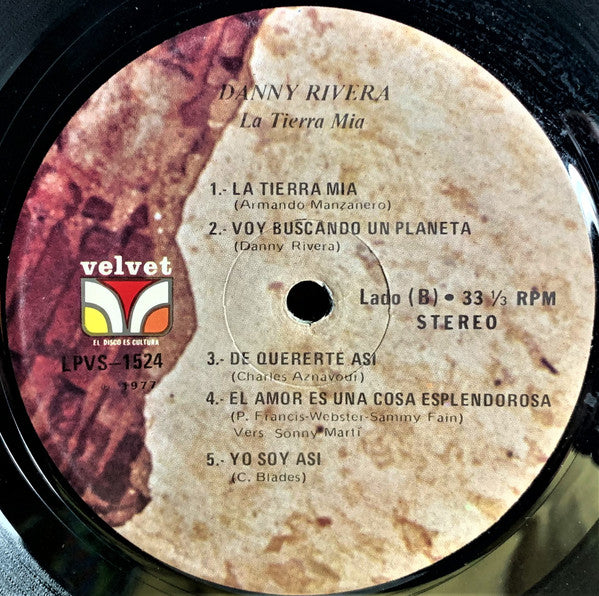 DANNY RIVERA
La Tierra Mia
1.- LA TIERRA MIA
(Armando Manzanero)
2.- VOY BUSCANDO UN PLANETA
(Danny Rivera)
velvet
EL DISCO ES CULTURA
LPVS-1524
1977
Lado (B) • 33 ⅓ RPM
STEREO
3.- DE QUERERTE ASI
(Charles Aznavour)
4.- EL AMOR ES UNA COSA ESPLENDOROSA
(P. Francis-Webster-Sammy Fain)
Vers. Sonny Martí
5.- YO SOY ASI
(C. Blades)